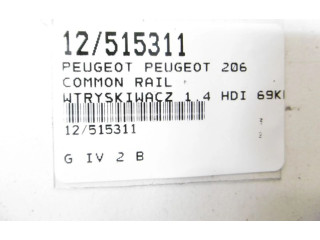 12/515311
PEUGEOT PEUGEOT 206
COMMON RAIL
WTRYSKIWACZ 1.4 HDI 69K
12/515311
G IV 2 B